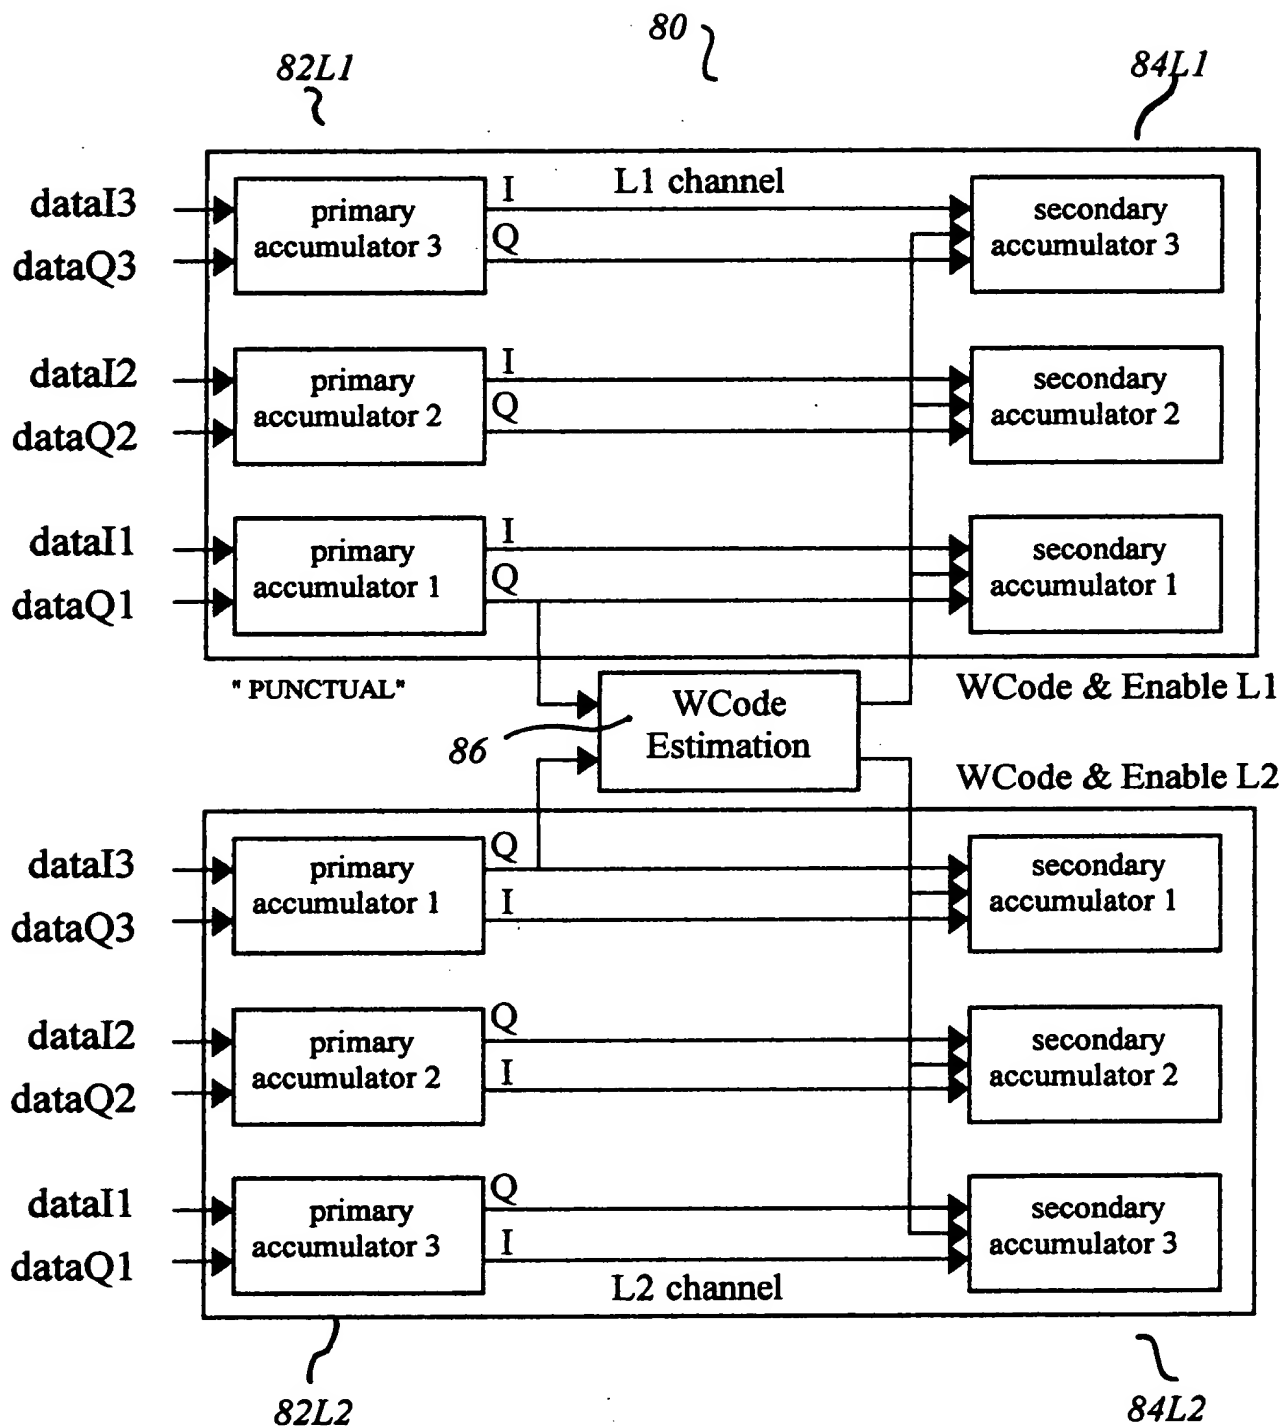 80
82L1
84L1
L1 channel
dataI3
dataQ3
primary
accumulator 3
I
Q
secondary
accumulator 3
dataI2
dataQ2
primary
accumulator 2
I
Q
secondary
accumulator 2
dataI1
dataQ1
primary
accumulator 1
I
Q
secondary
accumulator 1
" PUNCTUAL"
WCode
Estimation
86
WCode & Enable L1
WCode & Enable L2
dataI3
dataQ3
primary
accumulator 1
Q
I
secondary
accumulator 1
dataI2
dataQ2
primary
accumulator 2
Q
I
secondary
accumulator 2
dataI1
dataQ1
primary
accumulator 3
Q
I
secondary
accumulator 3
L2 channel
82L2
84L2